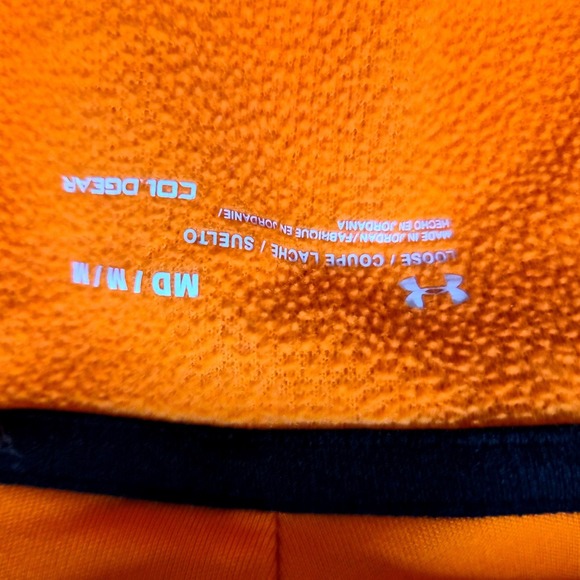 MD / M / M
LOOSE / COUPE LACHE / SUELTO
MADE IN JORDAN/FABRIQUE EN JORDANIE/
HECHO EN JORDANIA
COLDGEAR